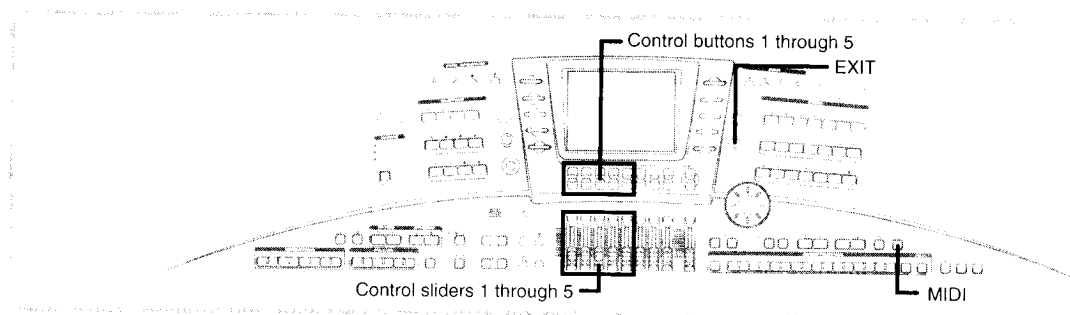 Control buttons 1 through 5
EXIT
Control sliders 1 through 5
MIDI